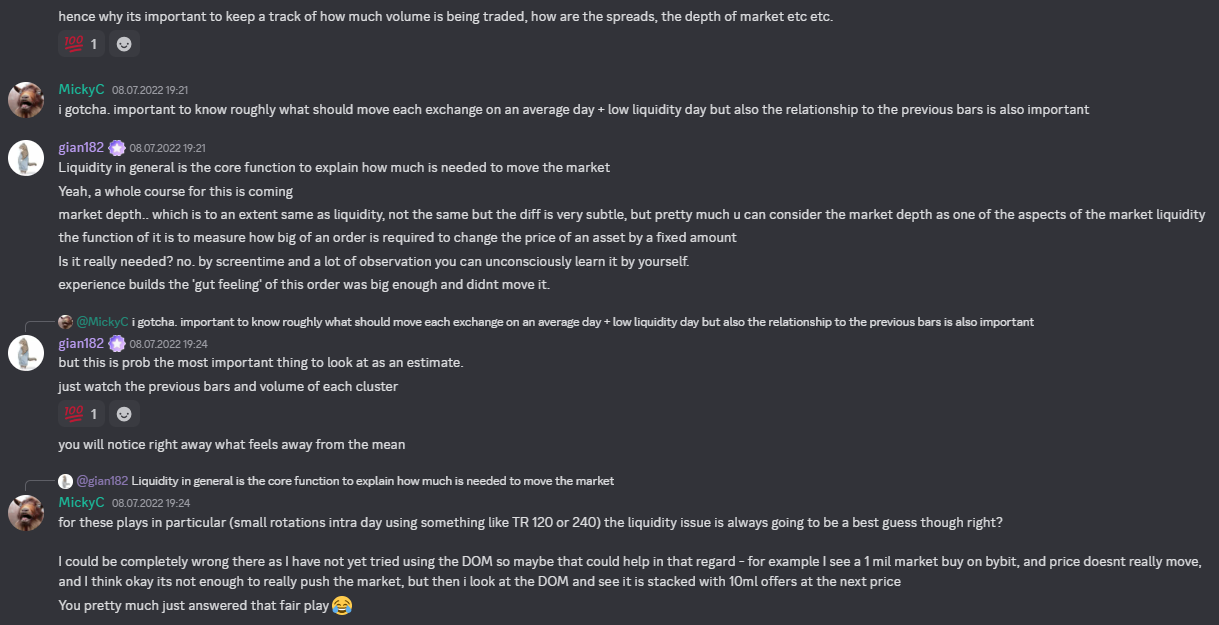 hence why its important to keep a track of how much volume is being traded, how are the spreads, the depth of market etc etc.
100 1
MickyC 08.07.2022 19:21
i gotcha. important to know roughly what should move each exchange on an average day + low liquidity day but also the relationship to the previous bars is also important
gian182 08.07.2022 19:21
Liquidity in general is the core function to explain how much is needed to move the market
Yeah, a whole course for this is coming
market depth.. which is to an extent same as liquidity, not the same but the diff is very subtle, but pretty much u can consider the market depth as one of the aspects of the market liquidity
the function of it is to measure how big of an order is required to change the price of an asset by a fixed amount
Is it really needed? no. by screentime and a lot of observation you can unconsciously learn it by yourself.
experience builds the 'gut feeling' of this order was big enough and didnt move it.
@MickyC i gotcha. important to know roughly what should move each exchange on an average day + low liquidity day but also the relationship to the previous bars is also important
gian182 08.07.2022 19:24
but this is prob the most important thing to look at as an estimate.
just watch the previous bars and volume of each cluster
100 1
you will notice right away what feels away from the mean
@gian182 Liquidity in general is the core function to explain how much is needed to move the market
MickyC 08.07.2022 19:24
for these plays in particular (small rotations intra day using something like TR 120 or 240) the liquidity issue is always going to be a best guess though right?
I could be completely wrong there as I have not yet tried using the DOM so maybe that could help in that regard - for example I see a 1 mil market buy on bybit, and price doesnt really move,
and I think okay its not enough to really push the market, but then i look at the DOM and see it is stacked with 10ml offers at the next price
You pretty much just answered that fair play 😂